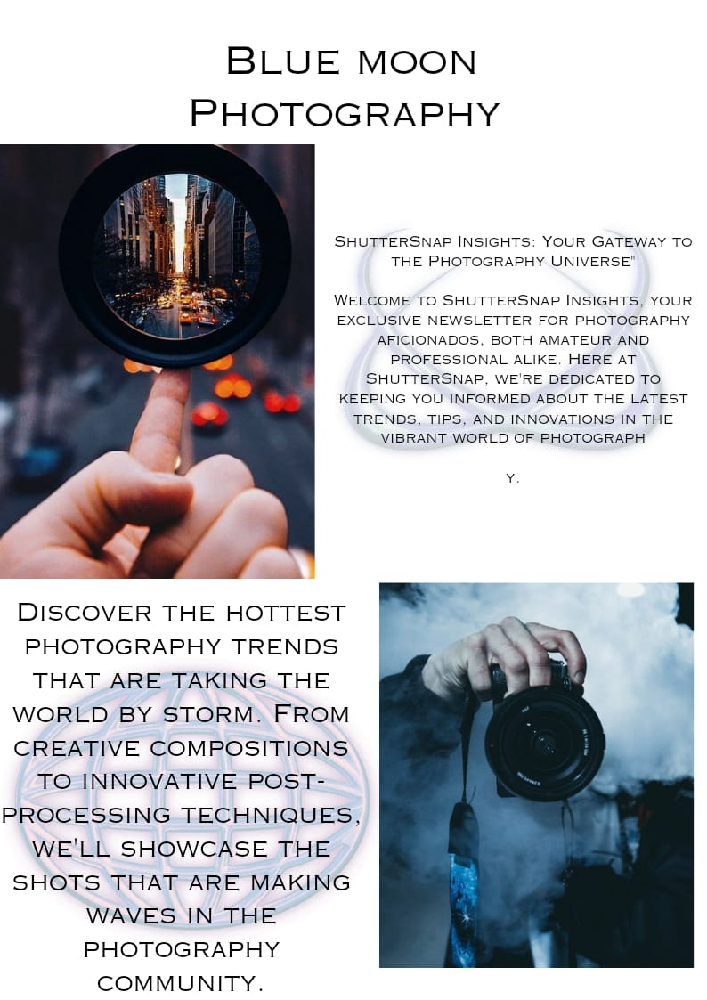 Blue moon
Photography
ShutterSnap Insights: Your Gateway to
the Photography Universe"
Welcome to ShutterSnap Insights, your
exclusive newsletter for photography
aficionados, both amateur and
professional alike. Here at
ShutterSnap, we're dedicated to
keeping you informed about the latest
trends, tips, and innovations in the
vibrant world of photograph
y.
Discover the hottest
photography trends
that are taking the
world by storm. From
creative compositions
to innovative post-
processing techniques,
we'll showcase the
shots that are making
waves in the
photography
community.